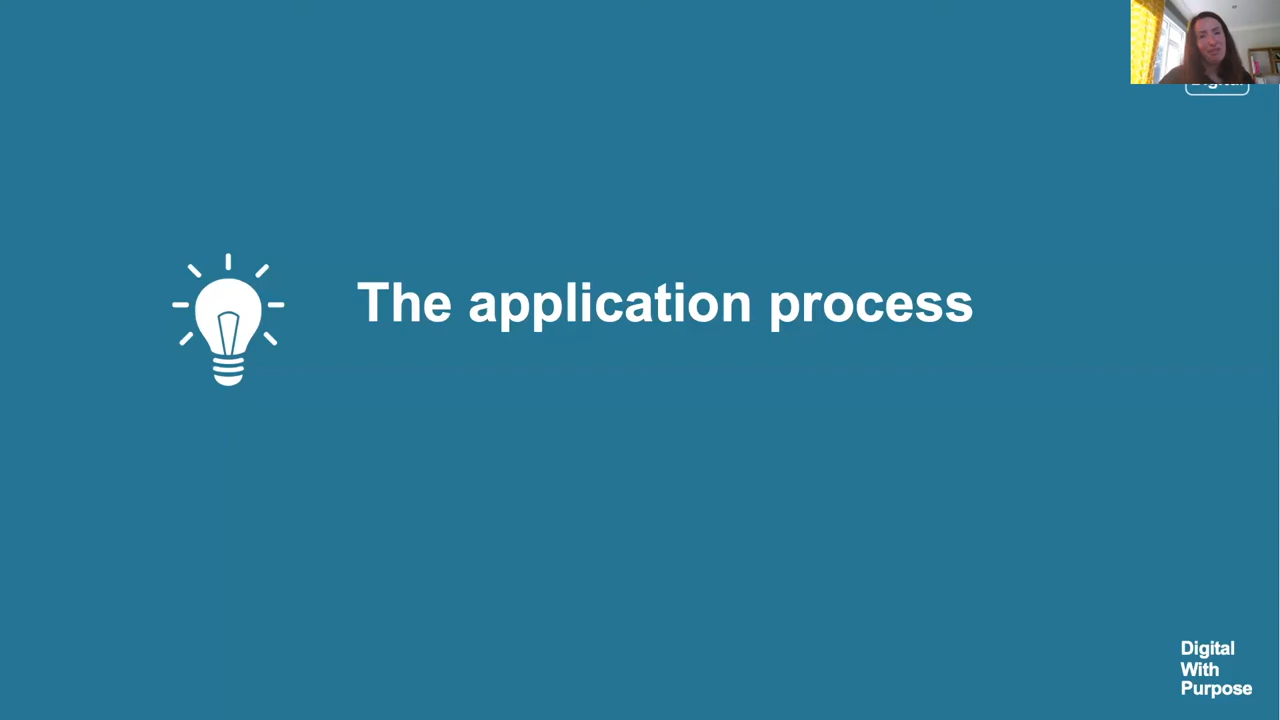 The application process
Digital
With
Purpose